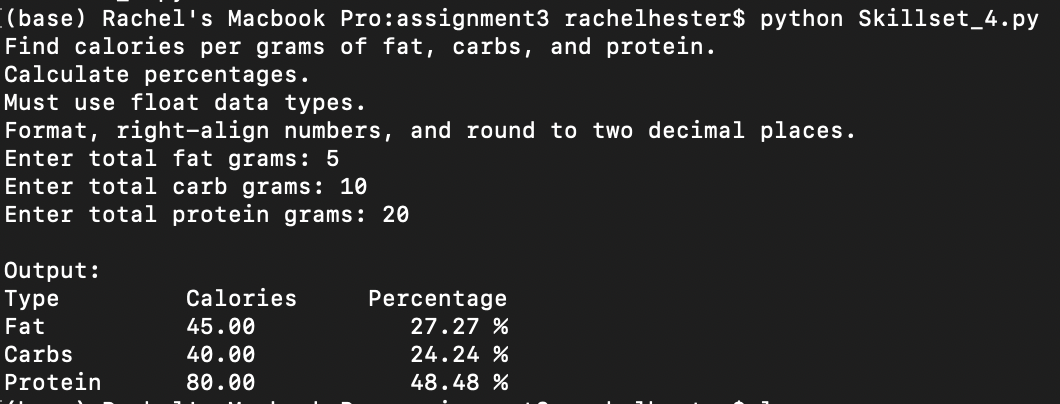 (base) Rachel's Macbook Pro:assignment3 rachelhester$ python Skillset_4.py
Find calories per grams of fat, carbs, and protein.
Calculate percentages.
Must use float data types.
Format, right-align numbers, and round to two decimal places.
Enter total fat grams: 5
Enter total carb grams: 10
Enter total protein grams: 20

Output:
Type         Calories     Percentage
Fat          45.00           27.27 %
Carbs        40.00           24.24 %
Protein      80.00           48.48 %